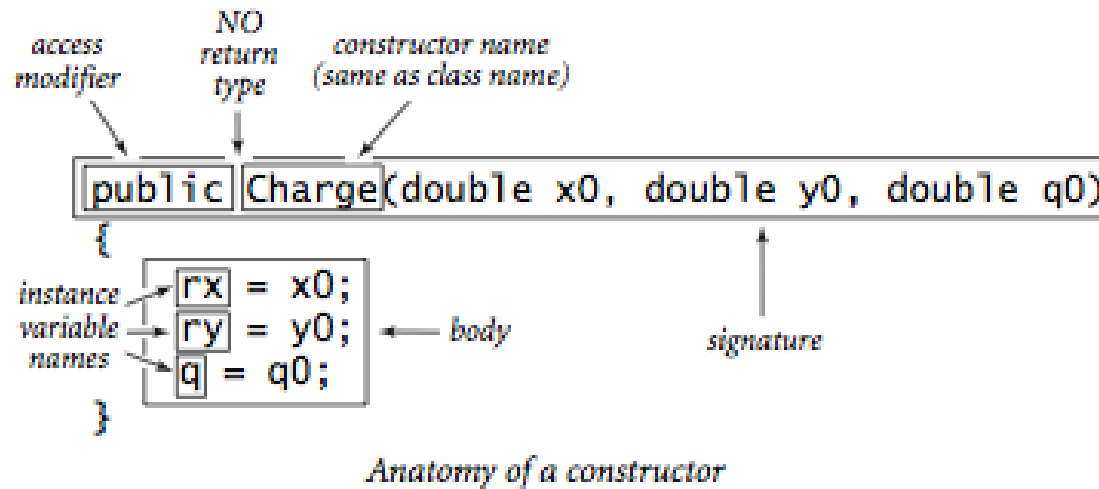 access
modifier
NO
return
type
constructor name
(same as class name)
public Charge(double x0, double y0, double q0)
{
instance
variable
names
rx = x0;
ry = y0;
q = q0;
body
signature
}
Anatomy of a constructor